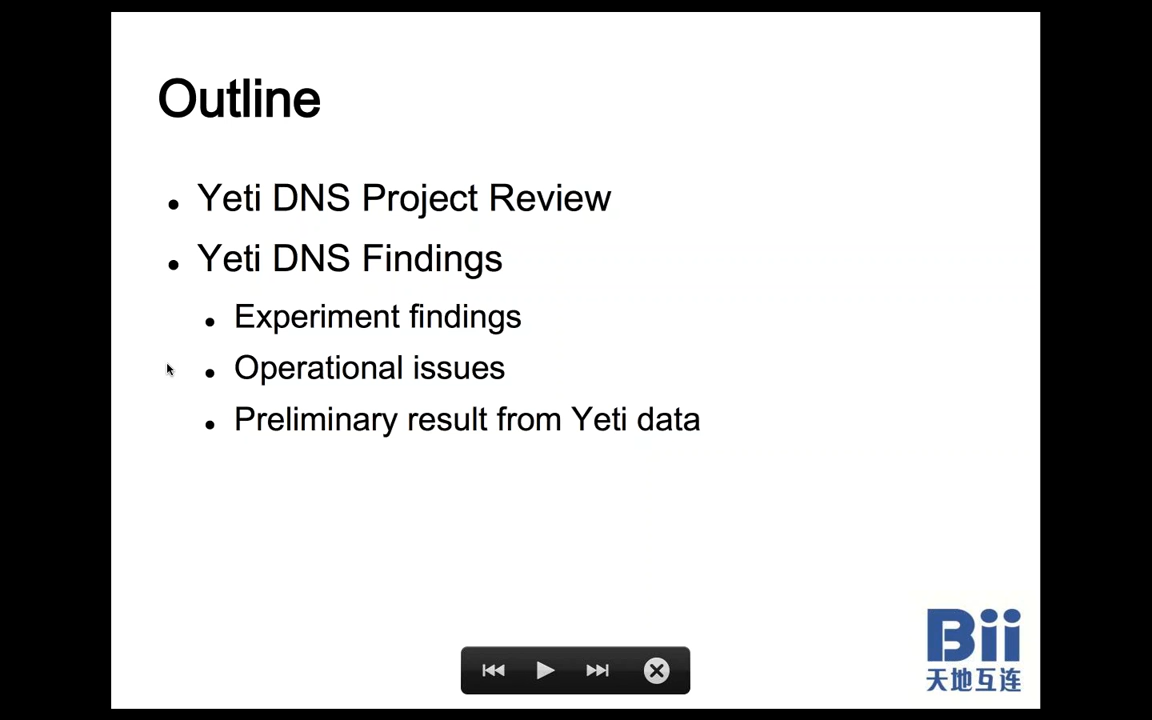 Outline
Yeti DNS Project Review
Yeti DNS Findings
Experiment findings
Operational issues
Preliminary result from Yeti data
Bii
天地互连